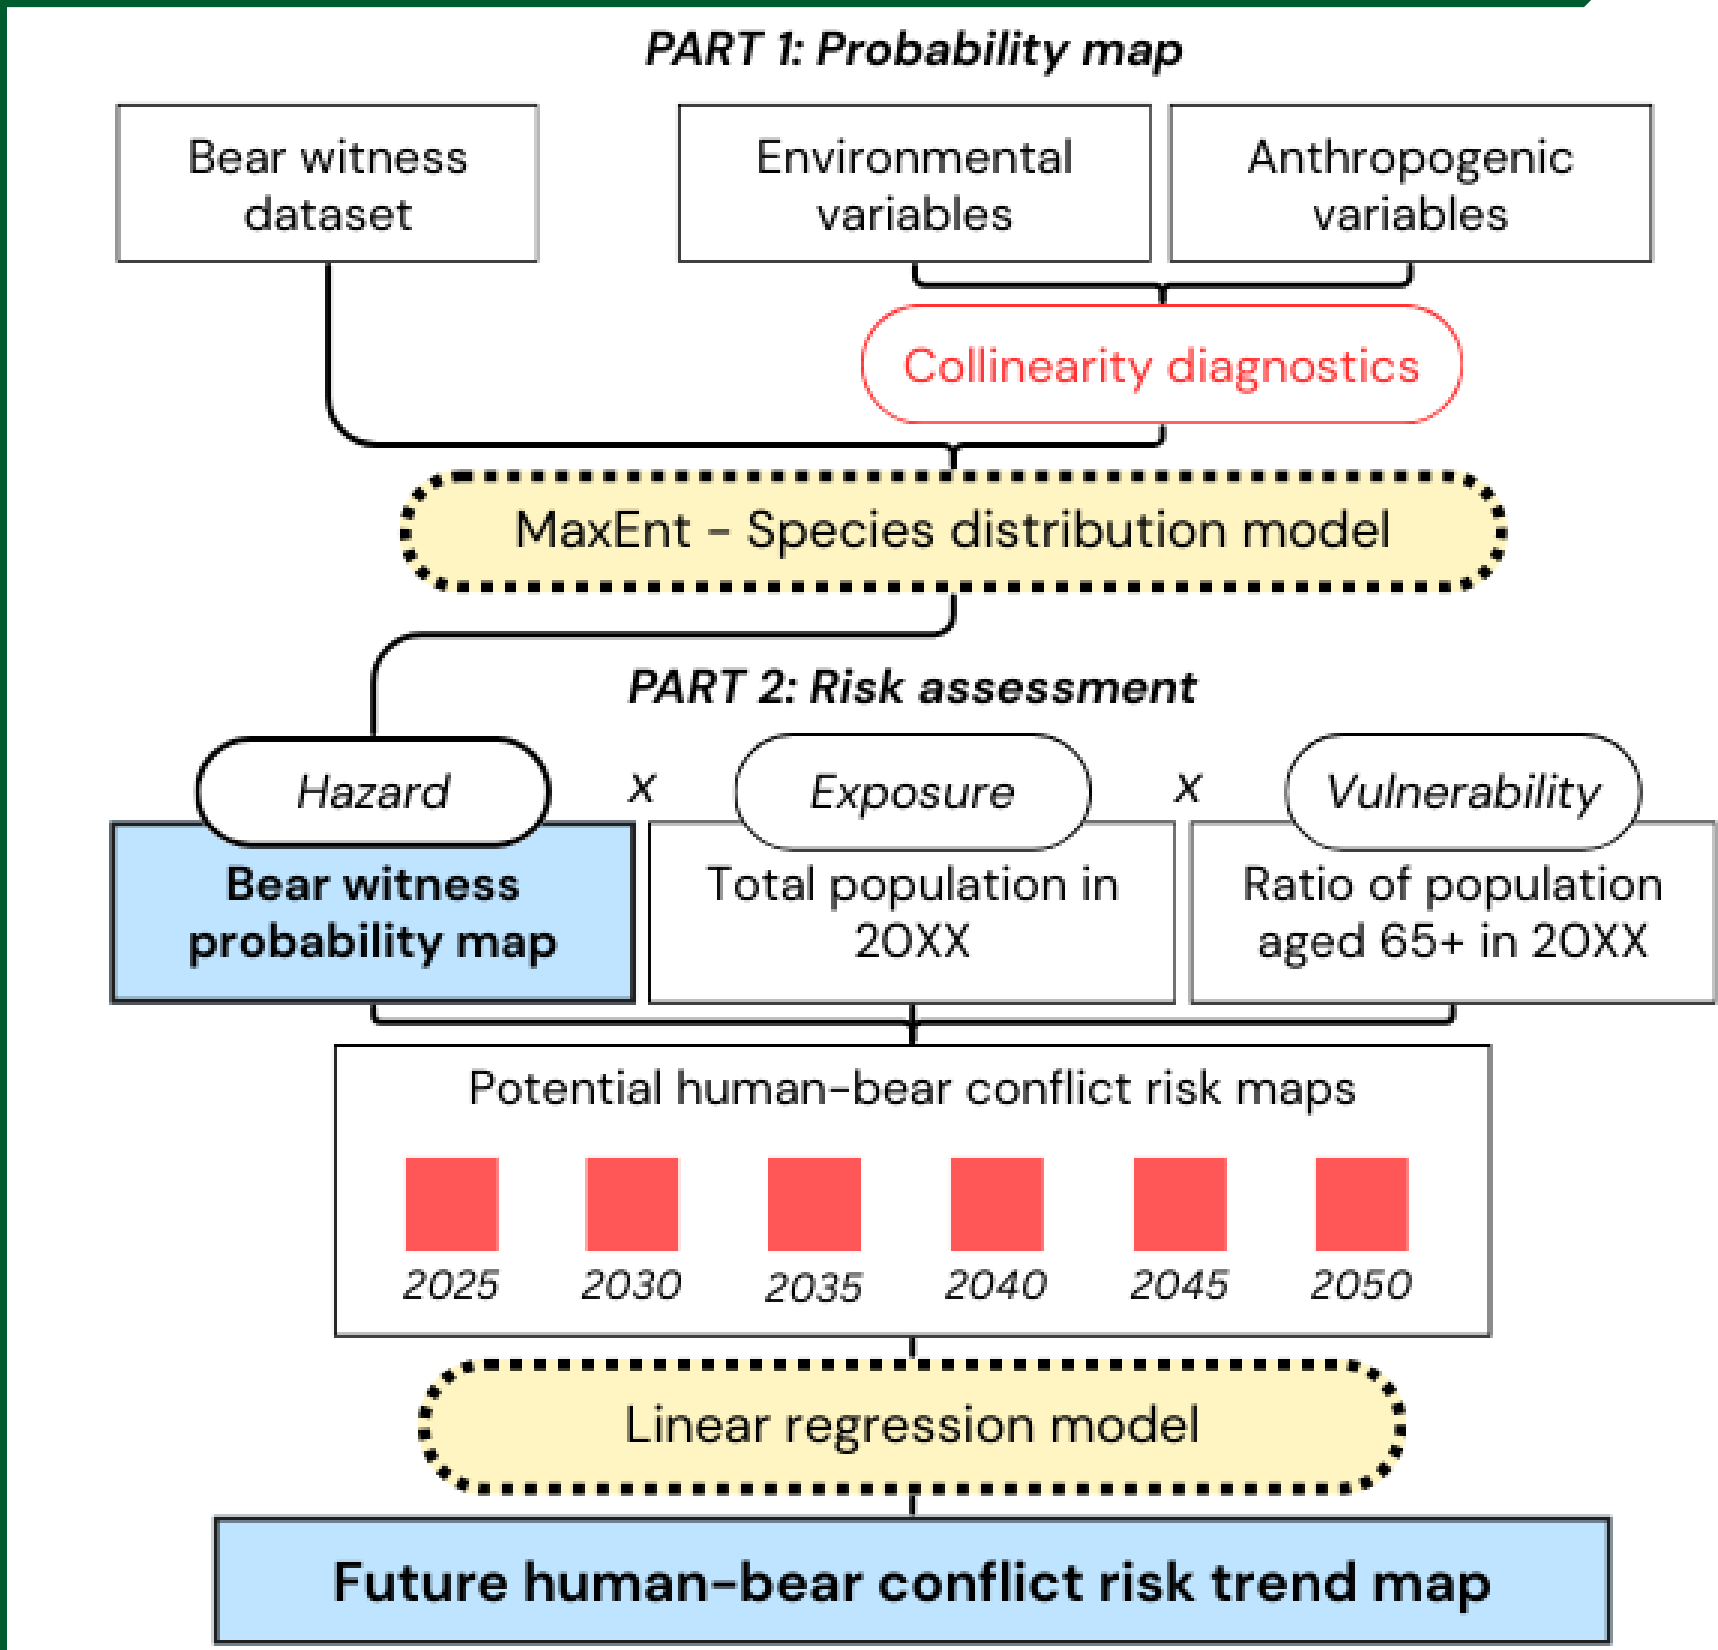 PART 1: Probability map
Bear witness
dataset
Environmental
variables
Anthropogenic
variables
Collinearity diagnostics
MaxEnt - Species distribution model
PART 2: Risk assessment
Hazard
x
Exposure
x
Vulnerability
Bear witness
probability map
Total population in
20XX
Ratio of population
aged 65+ in 20XX
Potential human-bear conflict risk maps
2025
2030
2035
2040
2045
2050
Linear regression model
Future human-bear conflict risk trend map